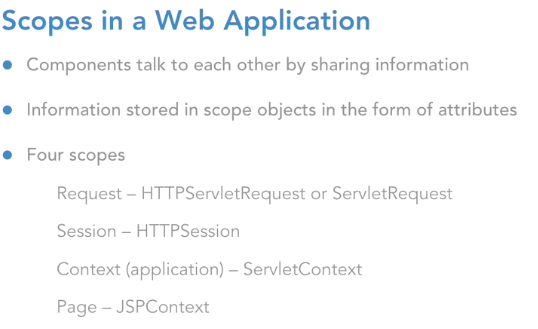 Scopes in a Web Application
● Components talk to each other by sharing information
● Information stored in scope objects in the form of attributes
● Four scopes
Request – HTTPServletRequest or ServletRequest
Session – HTTPSession
Context (application) – ServletContext
Page – JSPContext